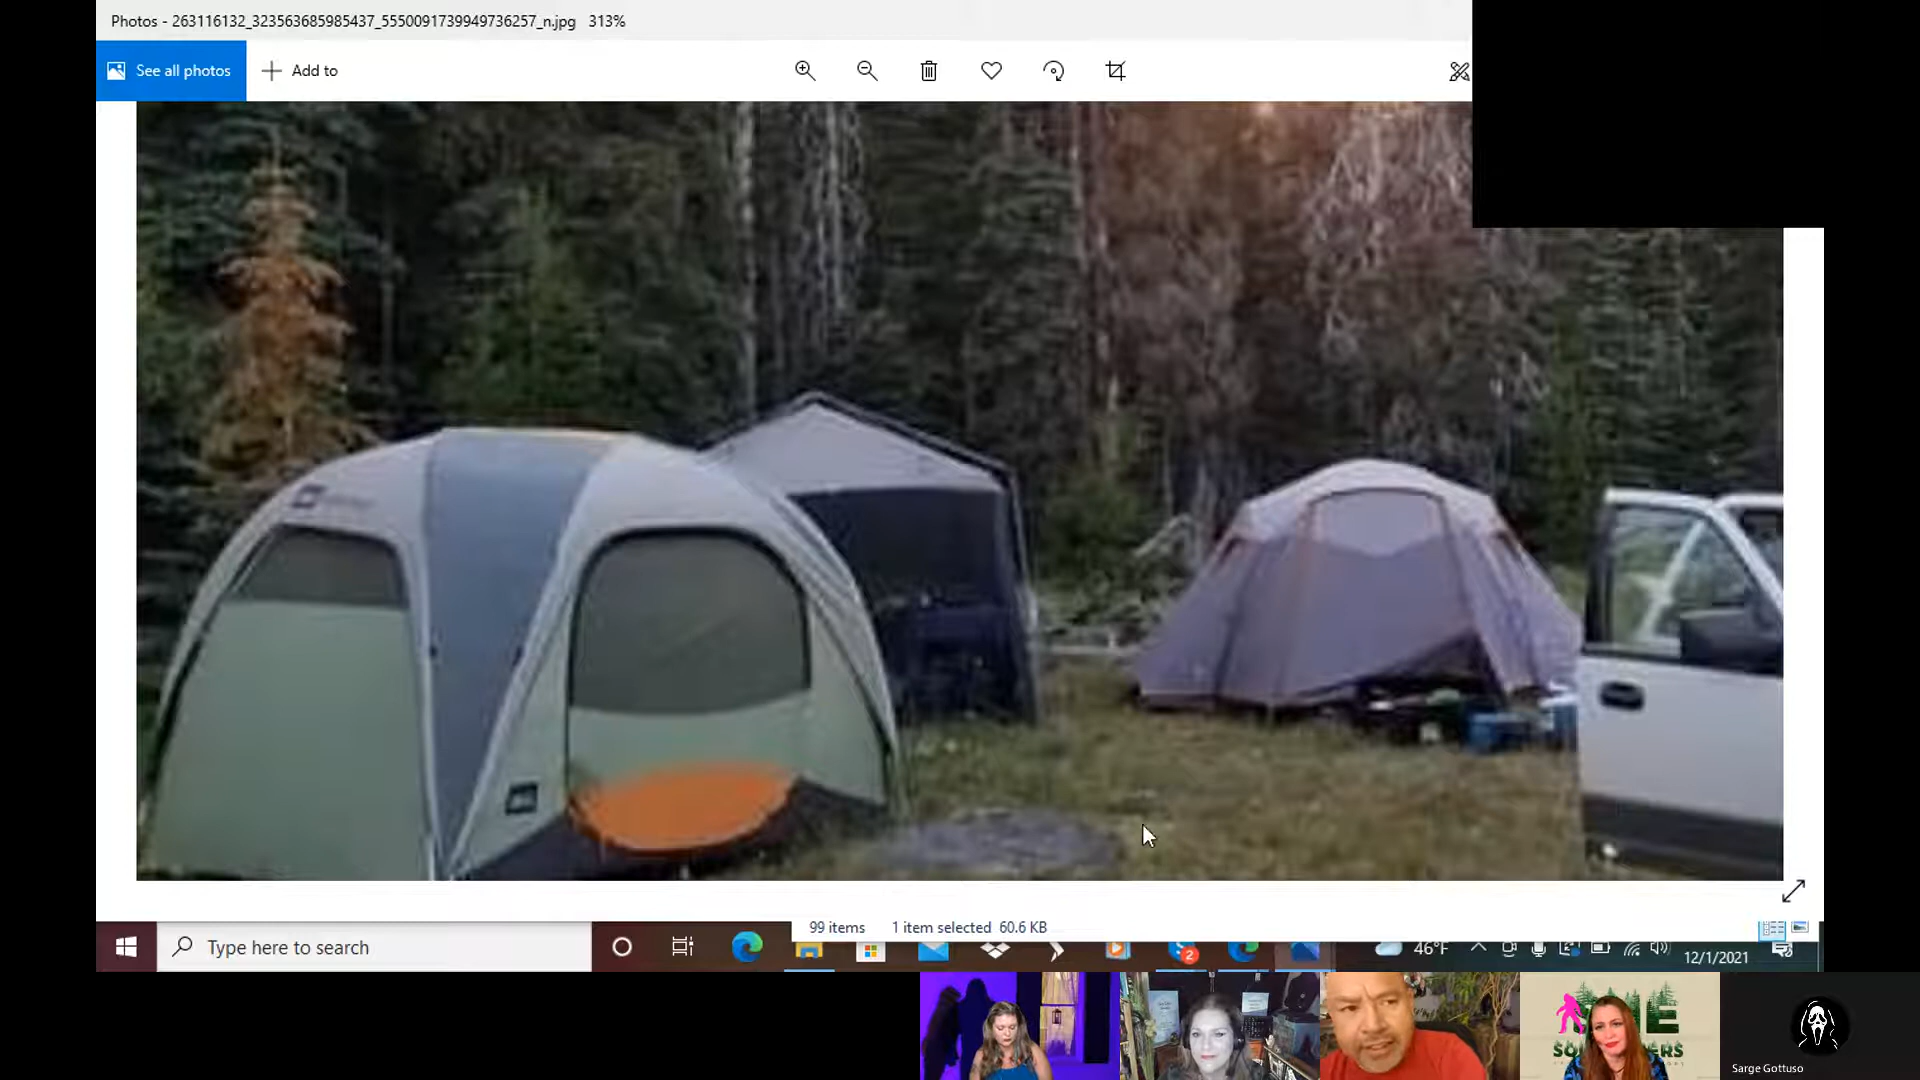 Photos - 263116132_323563685985437_5550091739949736257_n.jpg 313%
See all photos
Add to
99 items 1 item selected 60.6 KB
Type here to search
2
46°F
12/1/2021
Sarge Gottuso